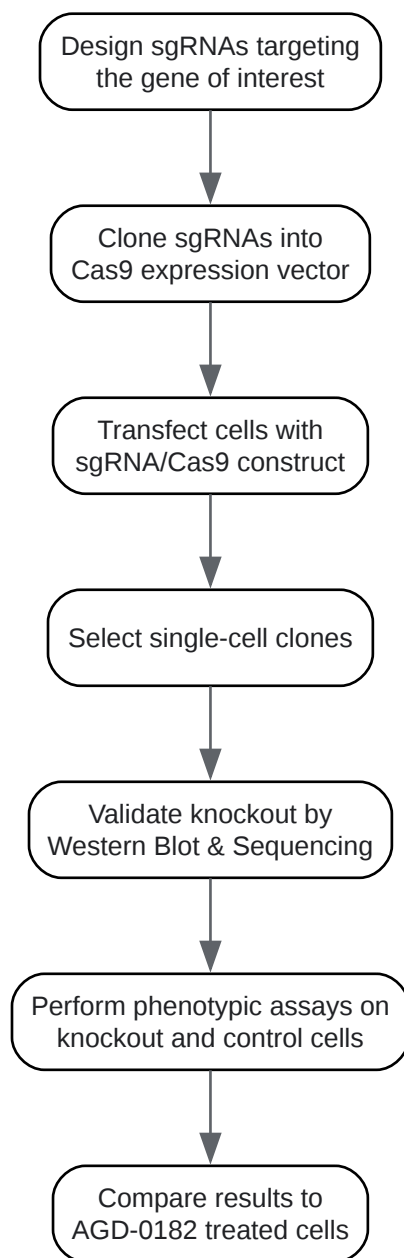 Design sgRNAs targeting
the gene of interest
Clone sgRNAs into
Cas9 expression vector
Transfect cells with
sgRNA/Cas9 construct
Select single-cell clones
Validate knockout by
Western Blot & Sequencing
Perform phenotypic assays on
knockout and control cells
Compare results to
AGD-0182 treated cells